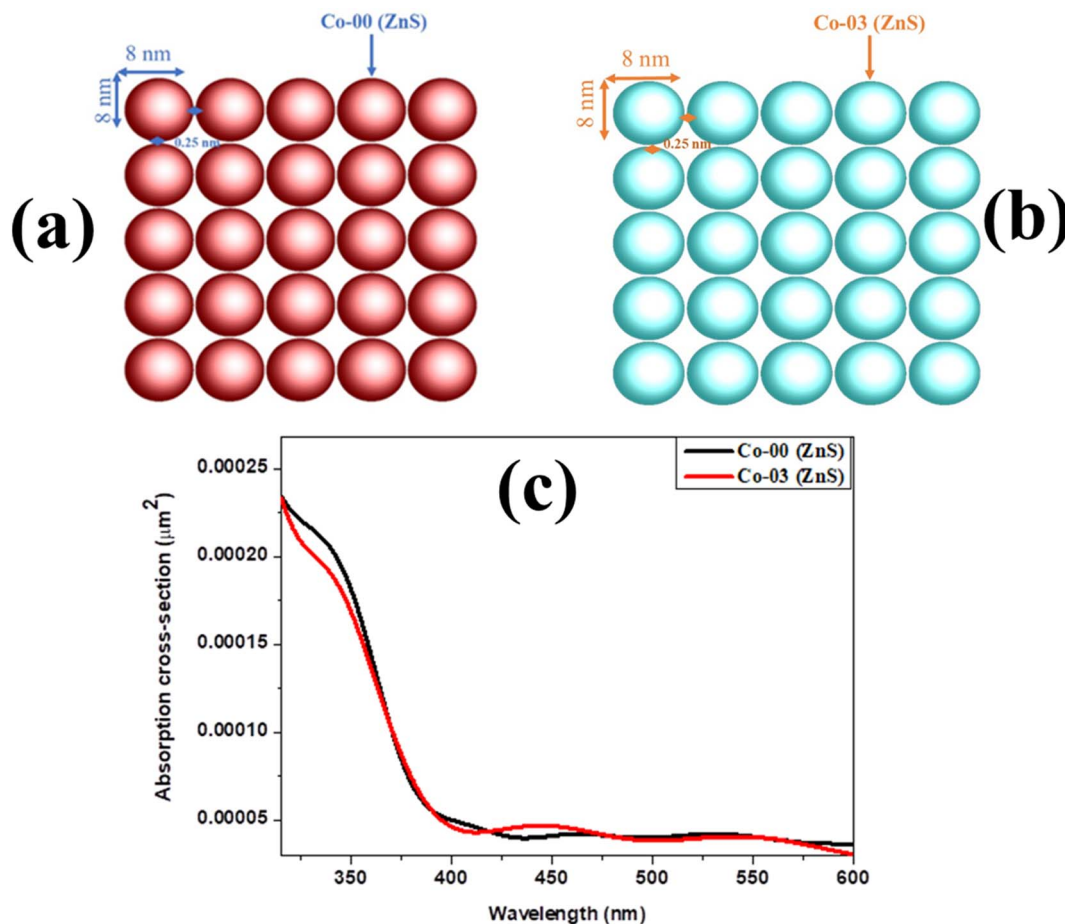 Co-00 (ZnS)
8 nm
8 nm
0.25 nm
(a)
Co-03 (ZnS)
8 nm
8 nm
0.25 nm
(b)
(c)
Co-00 (ZnS)
Co-03 (ZnS)
Absorption cross-section (μm²)
0.00025
0.00020
0.00015
0.00010
0.00005
350 400 450 500 550 600
Wavelength (nm)